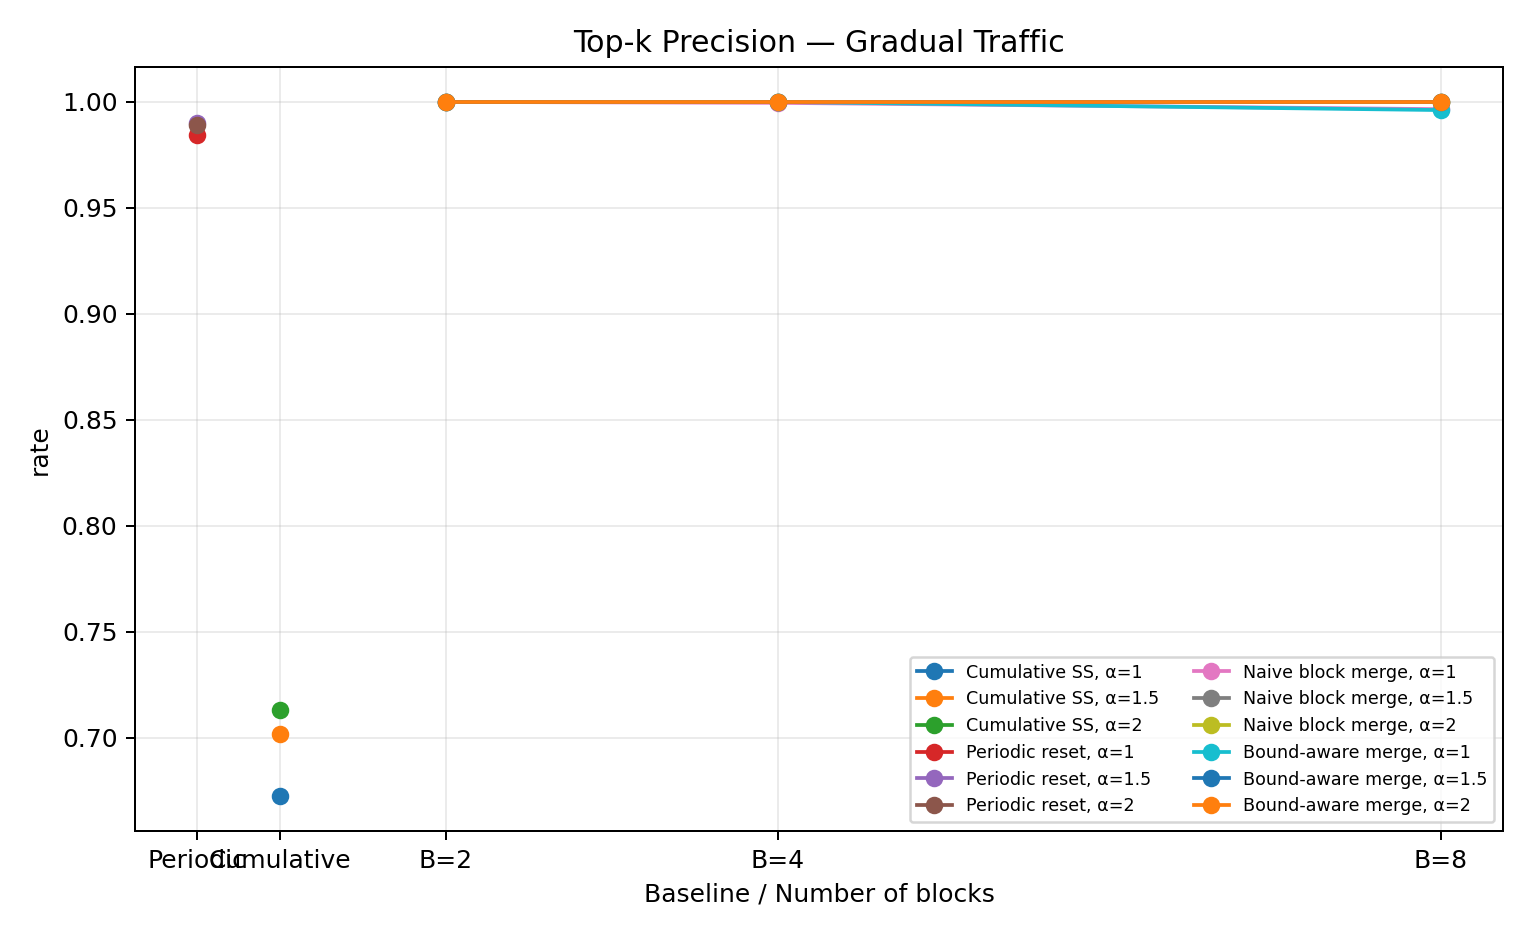 Top-k Precision — Gradual Traffic
1.00
0.95
0.90
0.85
0.80
0.75
0.70
rate
Cumulative SS, α=1
Cumulative SS, α=1.5
Cumulative SS, α=2
Periodic reset, α=1
Periodic reset, α=1.5
Periodic reset, α=2
Naive block merge, α=1
Naive block merge, α=1.5
Naive block merge, α=2
Bound-aware merge, α=1
Bound-aware merge, α=1.5
Bound-aware merge, α=2
Periodic Cumulative B=2 B=4 B=8
Baseline / Number of blocks